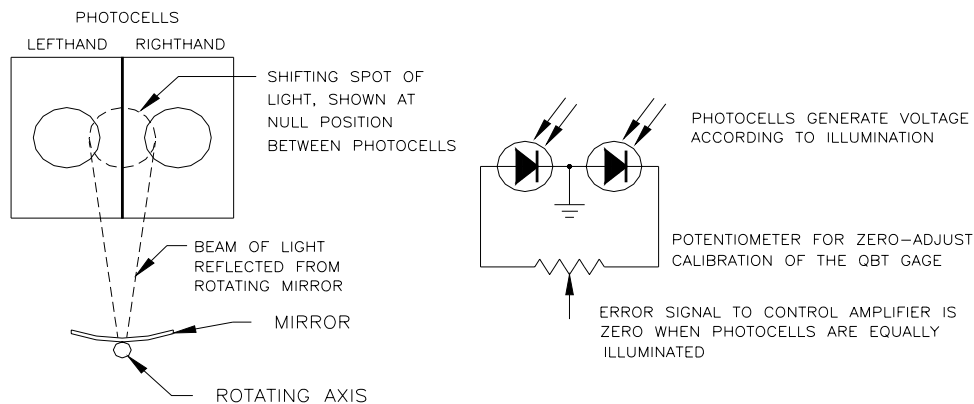 PHOTOCELLS
LEFTHAND RIGHTHAND
SHIFTING SPOT OF
LIGHT, SHOWN AT
NULL POSITION
BETWEEN PHOTOCELLS
BEAM OF LIGHT
REFLECTED FROM
ROTATING MIRROR
MIRROR
ROTATING AXIS
PHOTOCELLS GENERATE VOLTAGE
ACCORDING TO ILLUMINATION
POTENTIOMETER FOR ZERO-ADJUST
CALIBRATION OF THE QBT GAGE
ERROR SIGNAL TO CONTROL AMPLIFIER IS
ZERO WHEN PHOTOCELLS ARE EQUALLY
ILLUMINATED